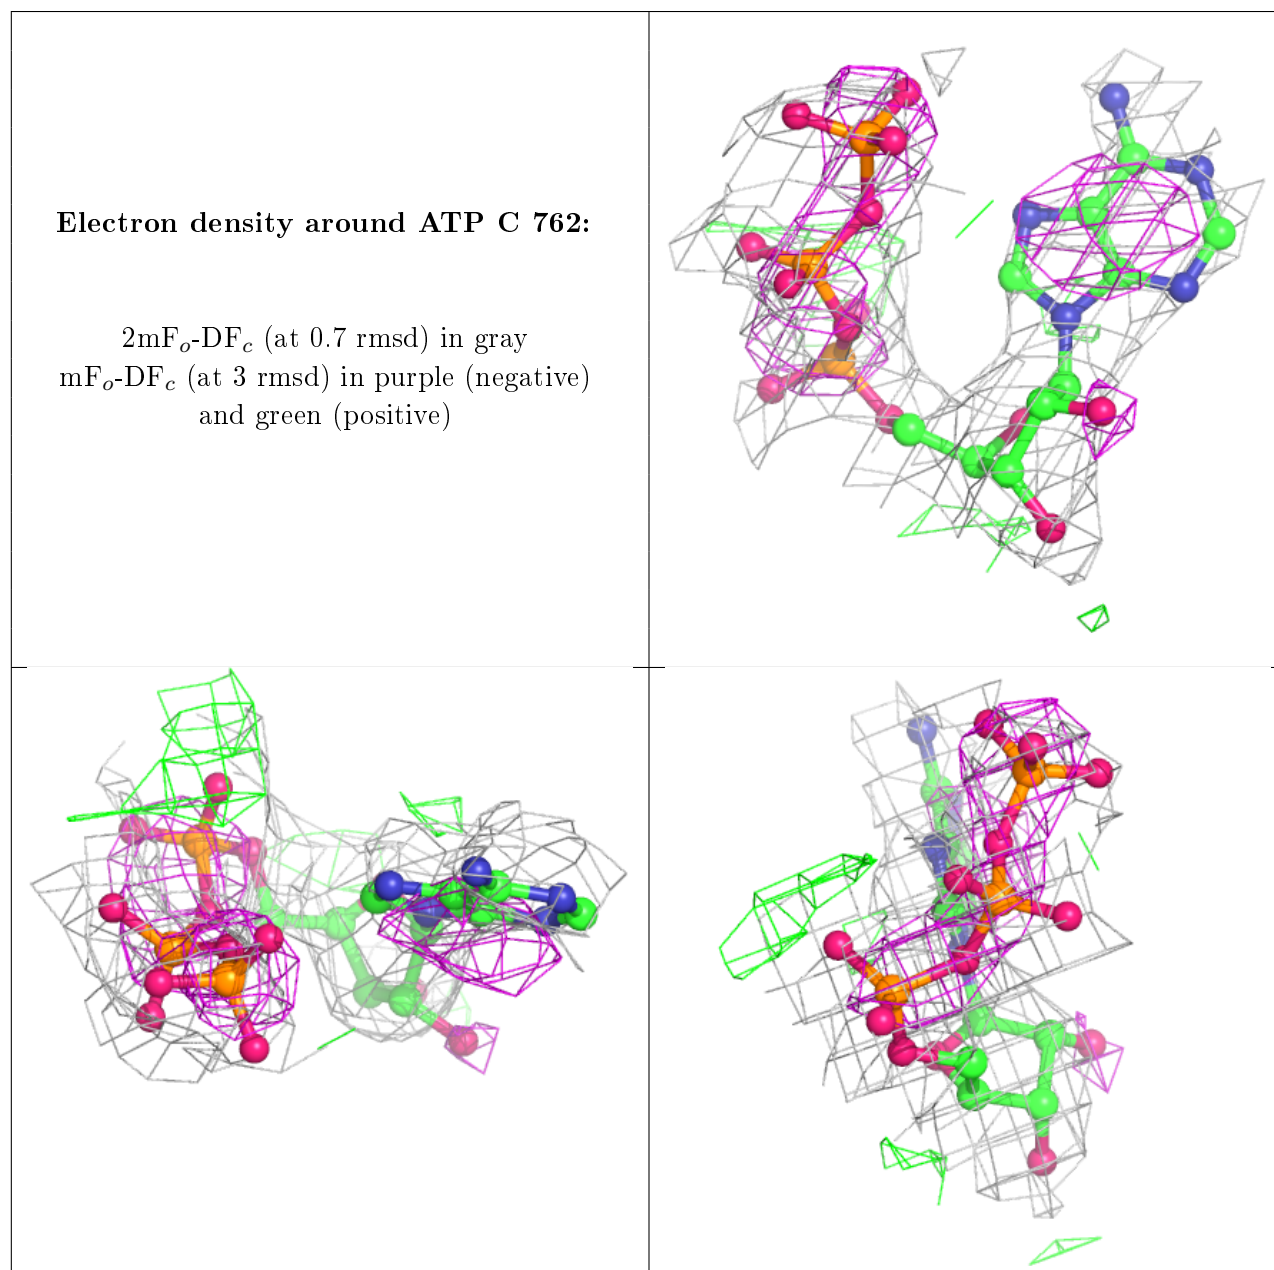 Electron density around ATP C 762:
2mFo-DFc (at 0.7 rmsd) in gray
mFo-DFc (at 3 rmsd) in purple (negative)
and green (positive)